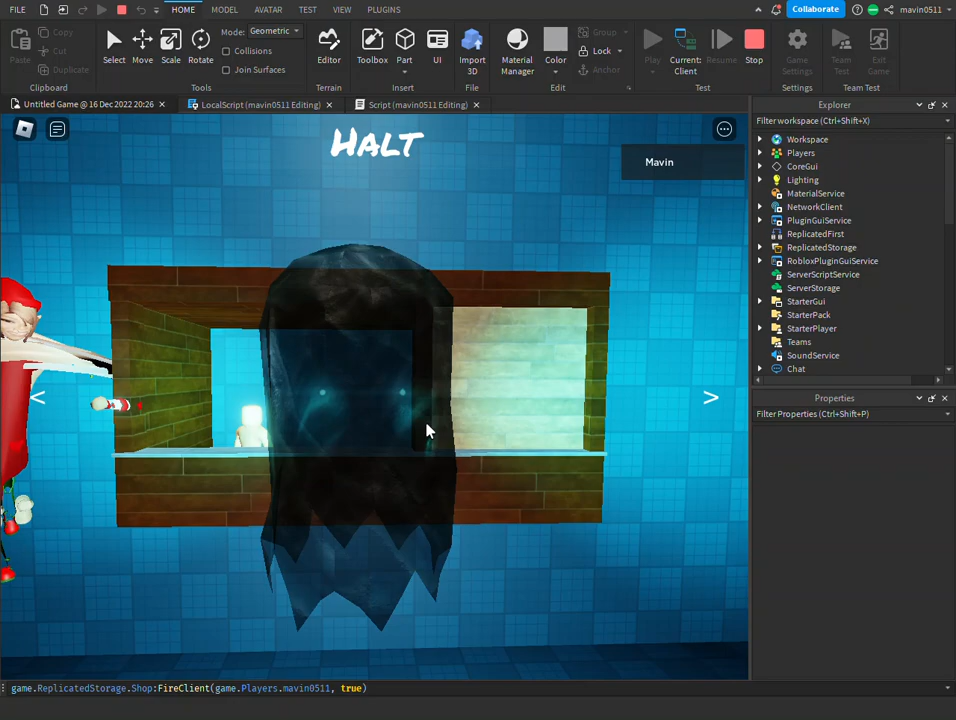 FILE HOME MODEL AVATAR TEST VIEW PLUGINS Collaborate mavin0511
Paste Copy Cut Duplicate Select Move Scale Rotate Mode: Geometric Collisions Join Surfaces Editor Toolbox Part UI Import 3D Material Manager Color Group Lock Anchor Play Current: Client Resume Stop Game Settings Team Test Exit Game
Clipboard Tools Terrain Insert File Edit Test Settings Team Test
Untitled Game @ 16 Dec 2022 20:26 LocalScript (mavin0511 Editing) Script (mavin0511 Editing)
HALT
Mavin
<
>
Explorer
Filter workspace (Ctrl+Shift+X)
Workspace
Players
CoreGui
Lighting
MaterialService
NetworkClient
PluginGuiService
ReplicatedFirst
ReplicatedStorage
RobloxPluginGuiService
ServerScriptService
ServerStorage
StarterGui
StarterPack
StarterPlayer
Teams
SoundService
Chat
Properties
Filter Properties (Ctrl+Shift+P)
game.ReplicatedStorage.Shop:FireClient(game.Players.mavin0511, true)